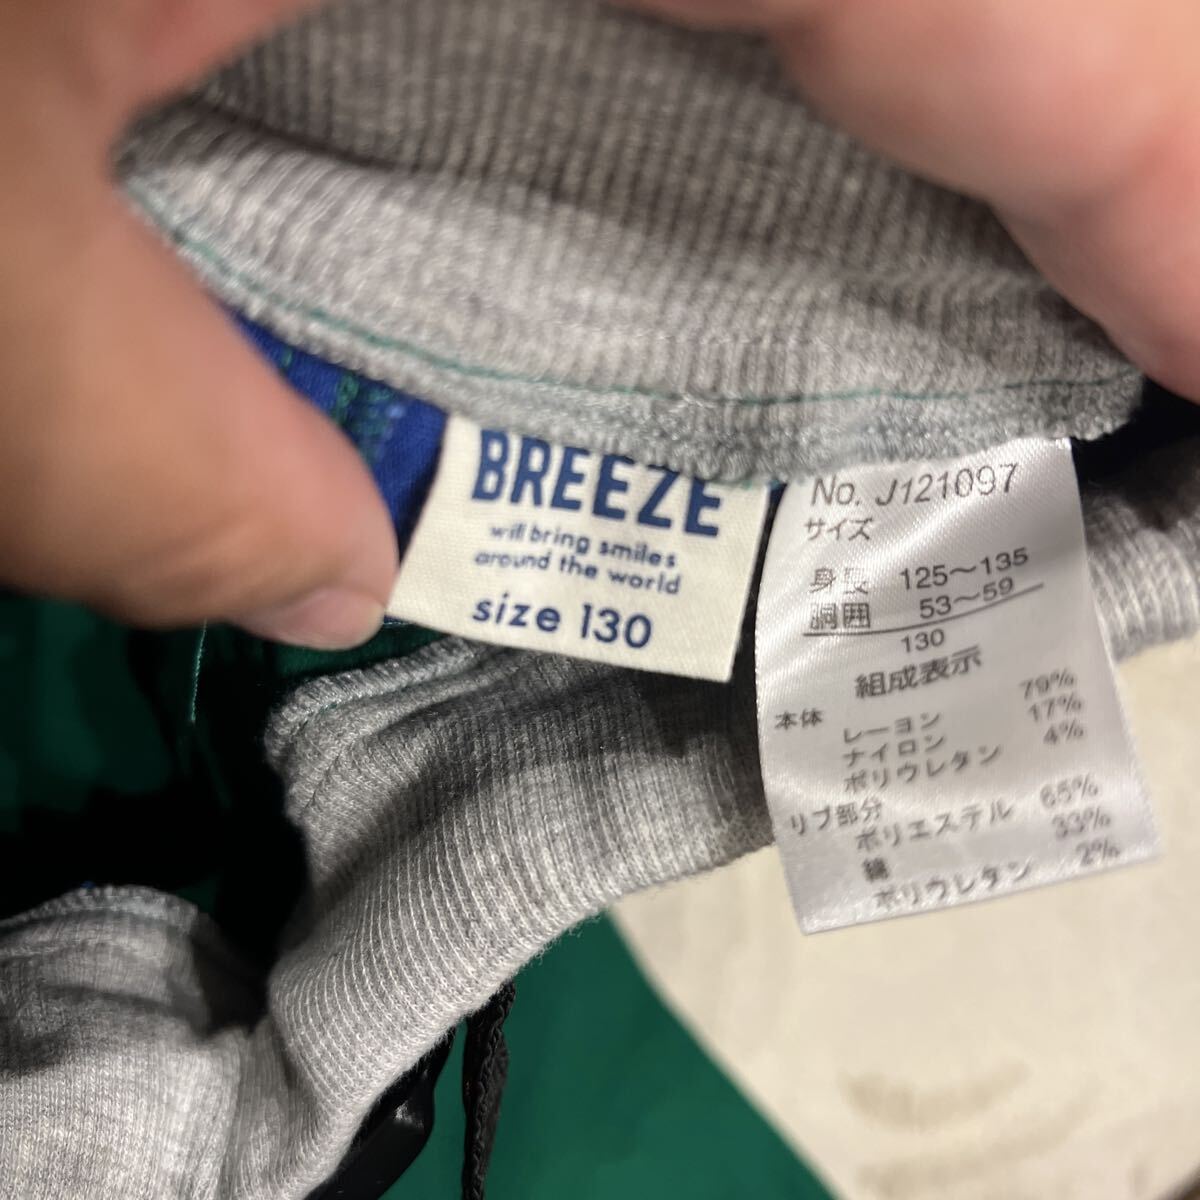 BREEZE
will bring smiles
around the world
size 130
No. J121097
サイズ
身長 125～135
胴囲 53～59
130
組成表示
本体 レーヨン 79%
ナイロン 17%
ポリウレタン 4%
リブ部分
ポリエステル 65%
綿 33%
ポリウレタン 2%